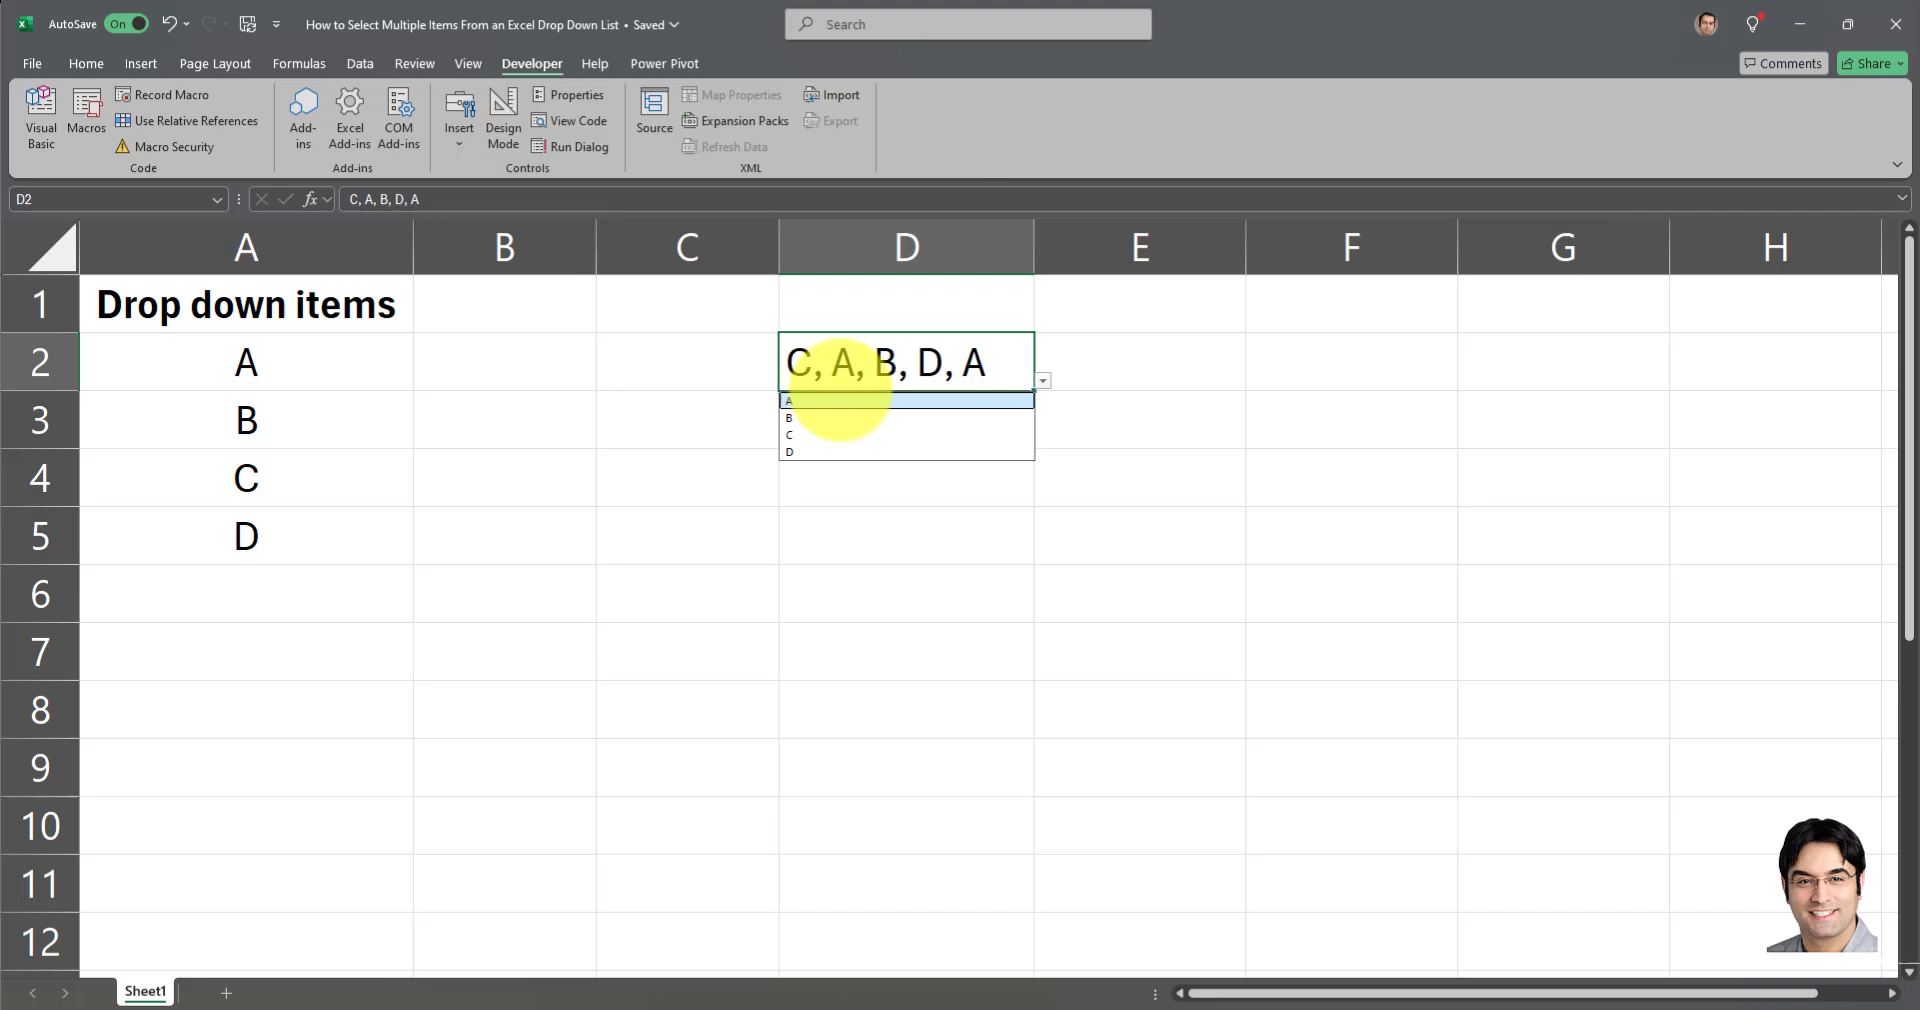 AutoSave On How to Select Multiple Items From an Excel Drop Down List • Saved Search
File Home Insert Page Layout Formulas Data Review View Developer Help Power Pivot Comments Share
Visual Basic
Macros
Record Macro
Use Relative References
Macro Security
Code
Add-ins
Excel Add-ins
COM Add-ins
Add-ins
Insert
Design Mode
Properties
View Code
Run Dialog
Controls
Source
Map Properties
Expansion Packs
Refresh Data
Import
Export
XML
D2 fx C, A, B, D, A
A B C D E F G H
1 Drop down items
2 A C, A, B, D, A
A
B
C
D
3 B
4 C
5 D
6
7
8
9
10
11
12
Sheet1